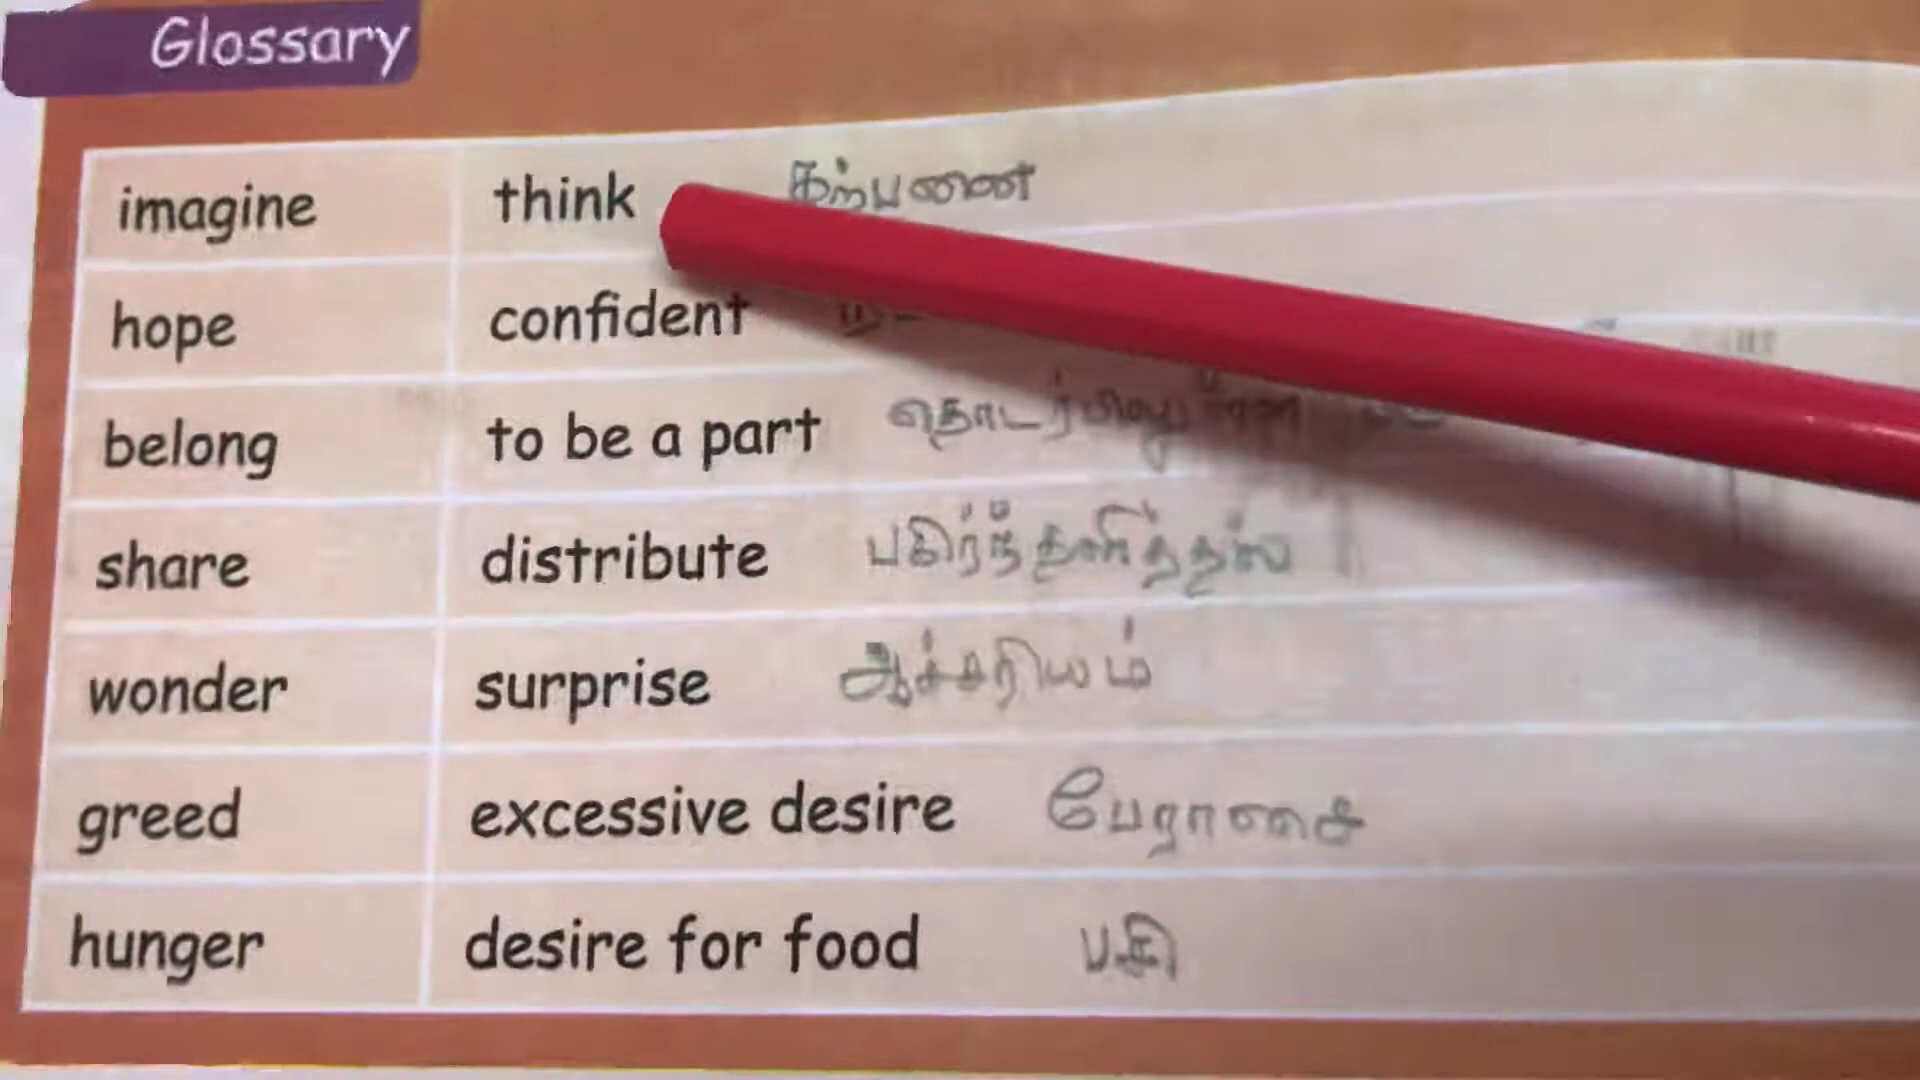 Glossary
imagine think கற்பனை
hope confident
belong to be a part
share distribute பகிர்ந்தளித்தல்
wonder surprise ஆச்சரியம்
greed excessive desire பேராசை
hunger desire for food பசி